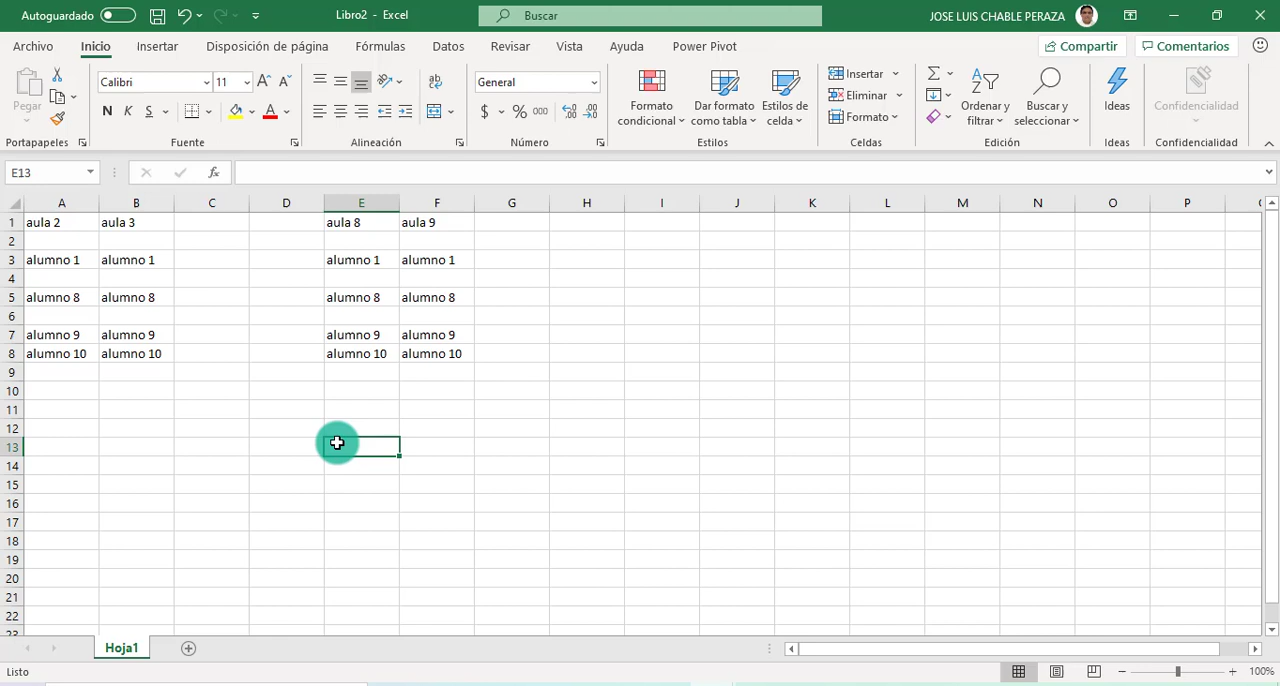 Autoguardado
Libro2 - Excel
Buscar
JOSE LUIS CHABLE PERAZA
Archivo Inicio Insertar Disposición de página Fórmulas Datos Revisar Vista Ayuda Power Pivot
Compartir Comentarios
Pegar
Calibri 11
N K S
General
$ % 000
Formato condicional
Dar formato como tabla
Estilos de celda
Insertar
Eliminar
Formato
Ordenar y filtrar
Buscar y seleccionar
Ideas
Confidencialidad
Portapapeles Fuente Alineación Número Estilos Celdas Edición Ideas Confidencialidad
E13 fx
A B C D E F G H I J K L M N O P
1 aula 2 aula 3 aula 8 aula 9
2
3 alumno 1 alumno 1 alumno 1 alumno 1
4
5 alumno 8 alumno 8 alumno 8 alumno 8
6
7 alumno 9 alumno 9 alumno 9 alumno 9
8 alumno 10 alumno 10 alumno 10 alumno 10
9
10
11
12
13
14
15
16
17
18
19
20
21
22
23
Hoja1
Listo
100%